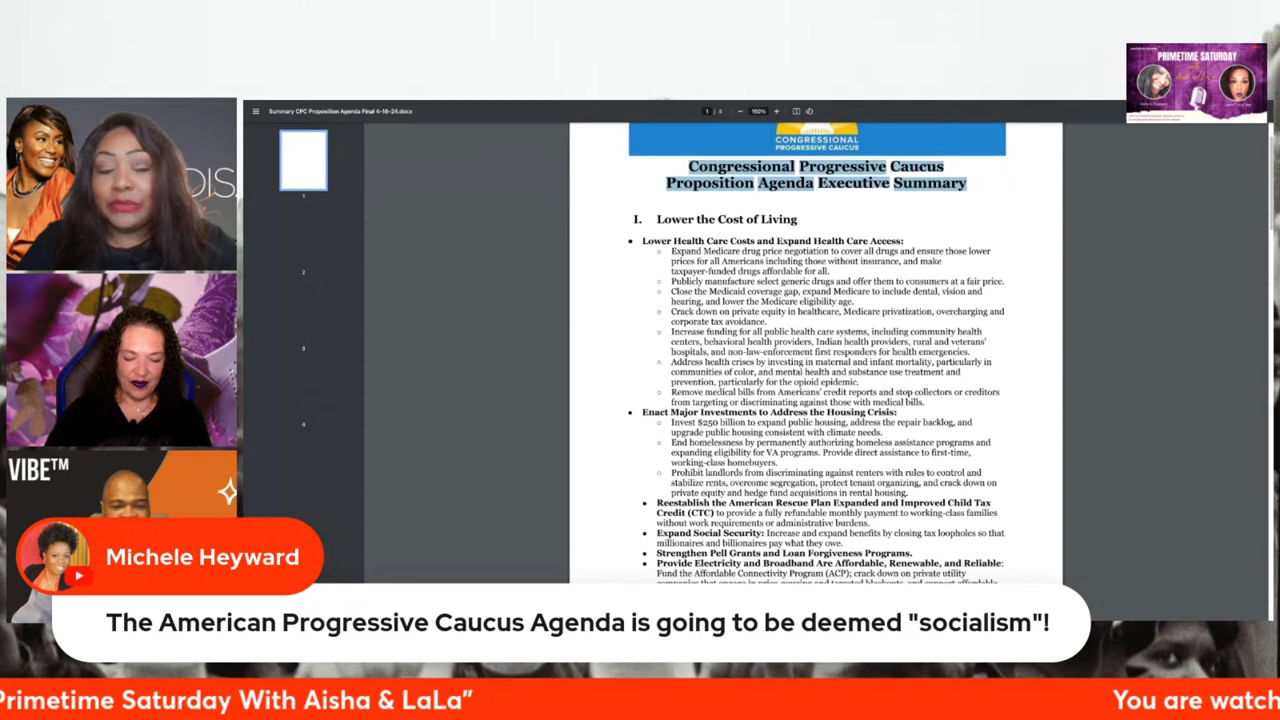 PRIMETIME SATURDAY
Summary CPC Proposition Agenda Final 4-18-24.docx
1 / 4
150%
CONGRESSIONAL
PROGRESSIVE CAUCUS
Congressional Progressive Caucus
Proposition Agenda Executive Summary
I. Lower the Cost of Living
• Lower Health Care Costs and Expand Health Care Access:
○ Expand Medicare drug price negotiation to cover all drugs and ensure those lower
prices for all Americans including those without insurance, and make
taxpayer-funded drugs affordable for all.
○ Publicly manufacture select generic drugs and offer them to consumers at a fair price.
○ Close the Medicaid coverage gap, expand Medicare to include dental, vision and
hearing, and lower the Medicare eligibility age.
○ Crack down on private equity in healthcare, Medicare privatization, overcharging and
corporate tax avoidance.
○ Increase funding for all public health care systems, including community health
centers, behavioral health providers, Indian health providers, rural and veterans'
hospitals, and non-law-enforcement first responders for health emergencies.
○ Address health crises by investing in maternal and infant mortality, particularly in
communities of color, and mental health and substance use treatment and
prevention, particularly for the opioid epidemic.
○ Remove medical bills from Americans' credit reports and stop collectors or creditors
from targeting or discriminating against those with medical bills.
• Enact Major Investments to Address the Housing Crisis:
○ Invest $250 billion to expand public housing, address the repair backlog, and
upgrade public housing consistent with climate needs.
○ End homelessness by permanently authorizing homeless assistance programs and
expanding eligibility for VA programs. Provide direct assistance to first-time,
working-class homebuyers.
○ Prohibit landlords from discriminating against renters with rules to control and
stabilize rents, overcome segregation, protect tenant organizing, and crack down on
private equity and hedge fund acquisitions in rental housing.
• Reestablish the American Rescue Plan Expanded and Improved Child Tax
Credit (CTC) to provide a fully refundable monthly payment to working-class families
without work requirements or administrative burdens.
• Expand Social Security: Increase and expand benefits by closing tax loopholes so that
millionaires and billionaires pay what they owe.
• Strengthen Pell Grants and Loan Forgiveness Programs.
• Provide Electricity and Broadband Are Affordable, Renewable, and Reliable:
Fund the Affordable Connectivity Program (ACP); crack down on private utility
1
2
3
4
VIBE™
Michele Heyward
The American Progressive Caucus Agenda is going to be deemed "socialism"!
Primetime Saturday With Aisha & LaLa”
You are watch